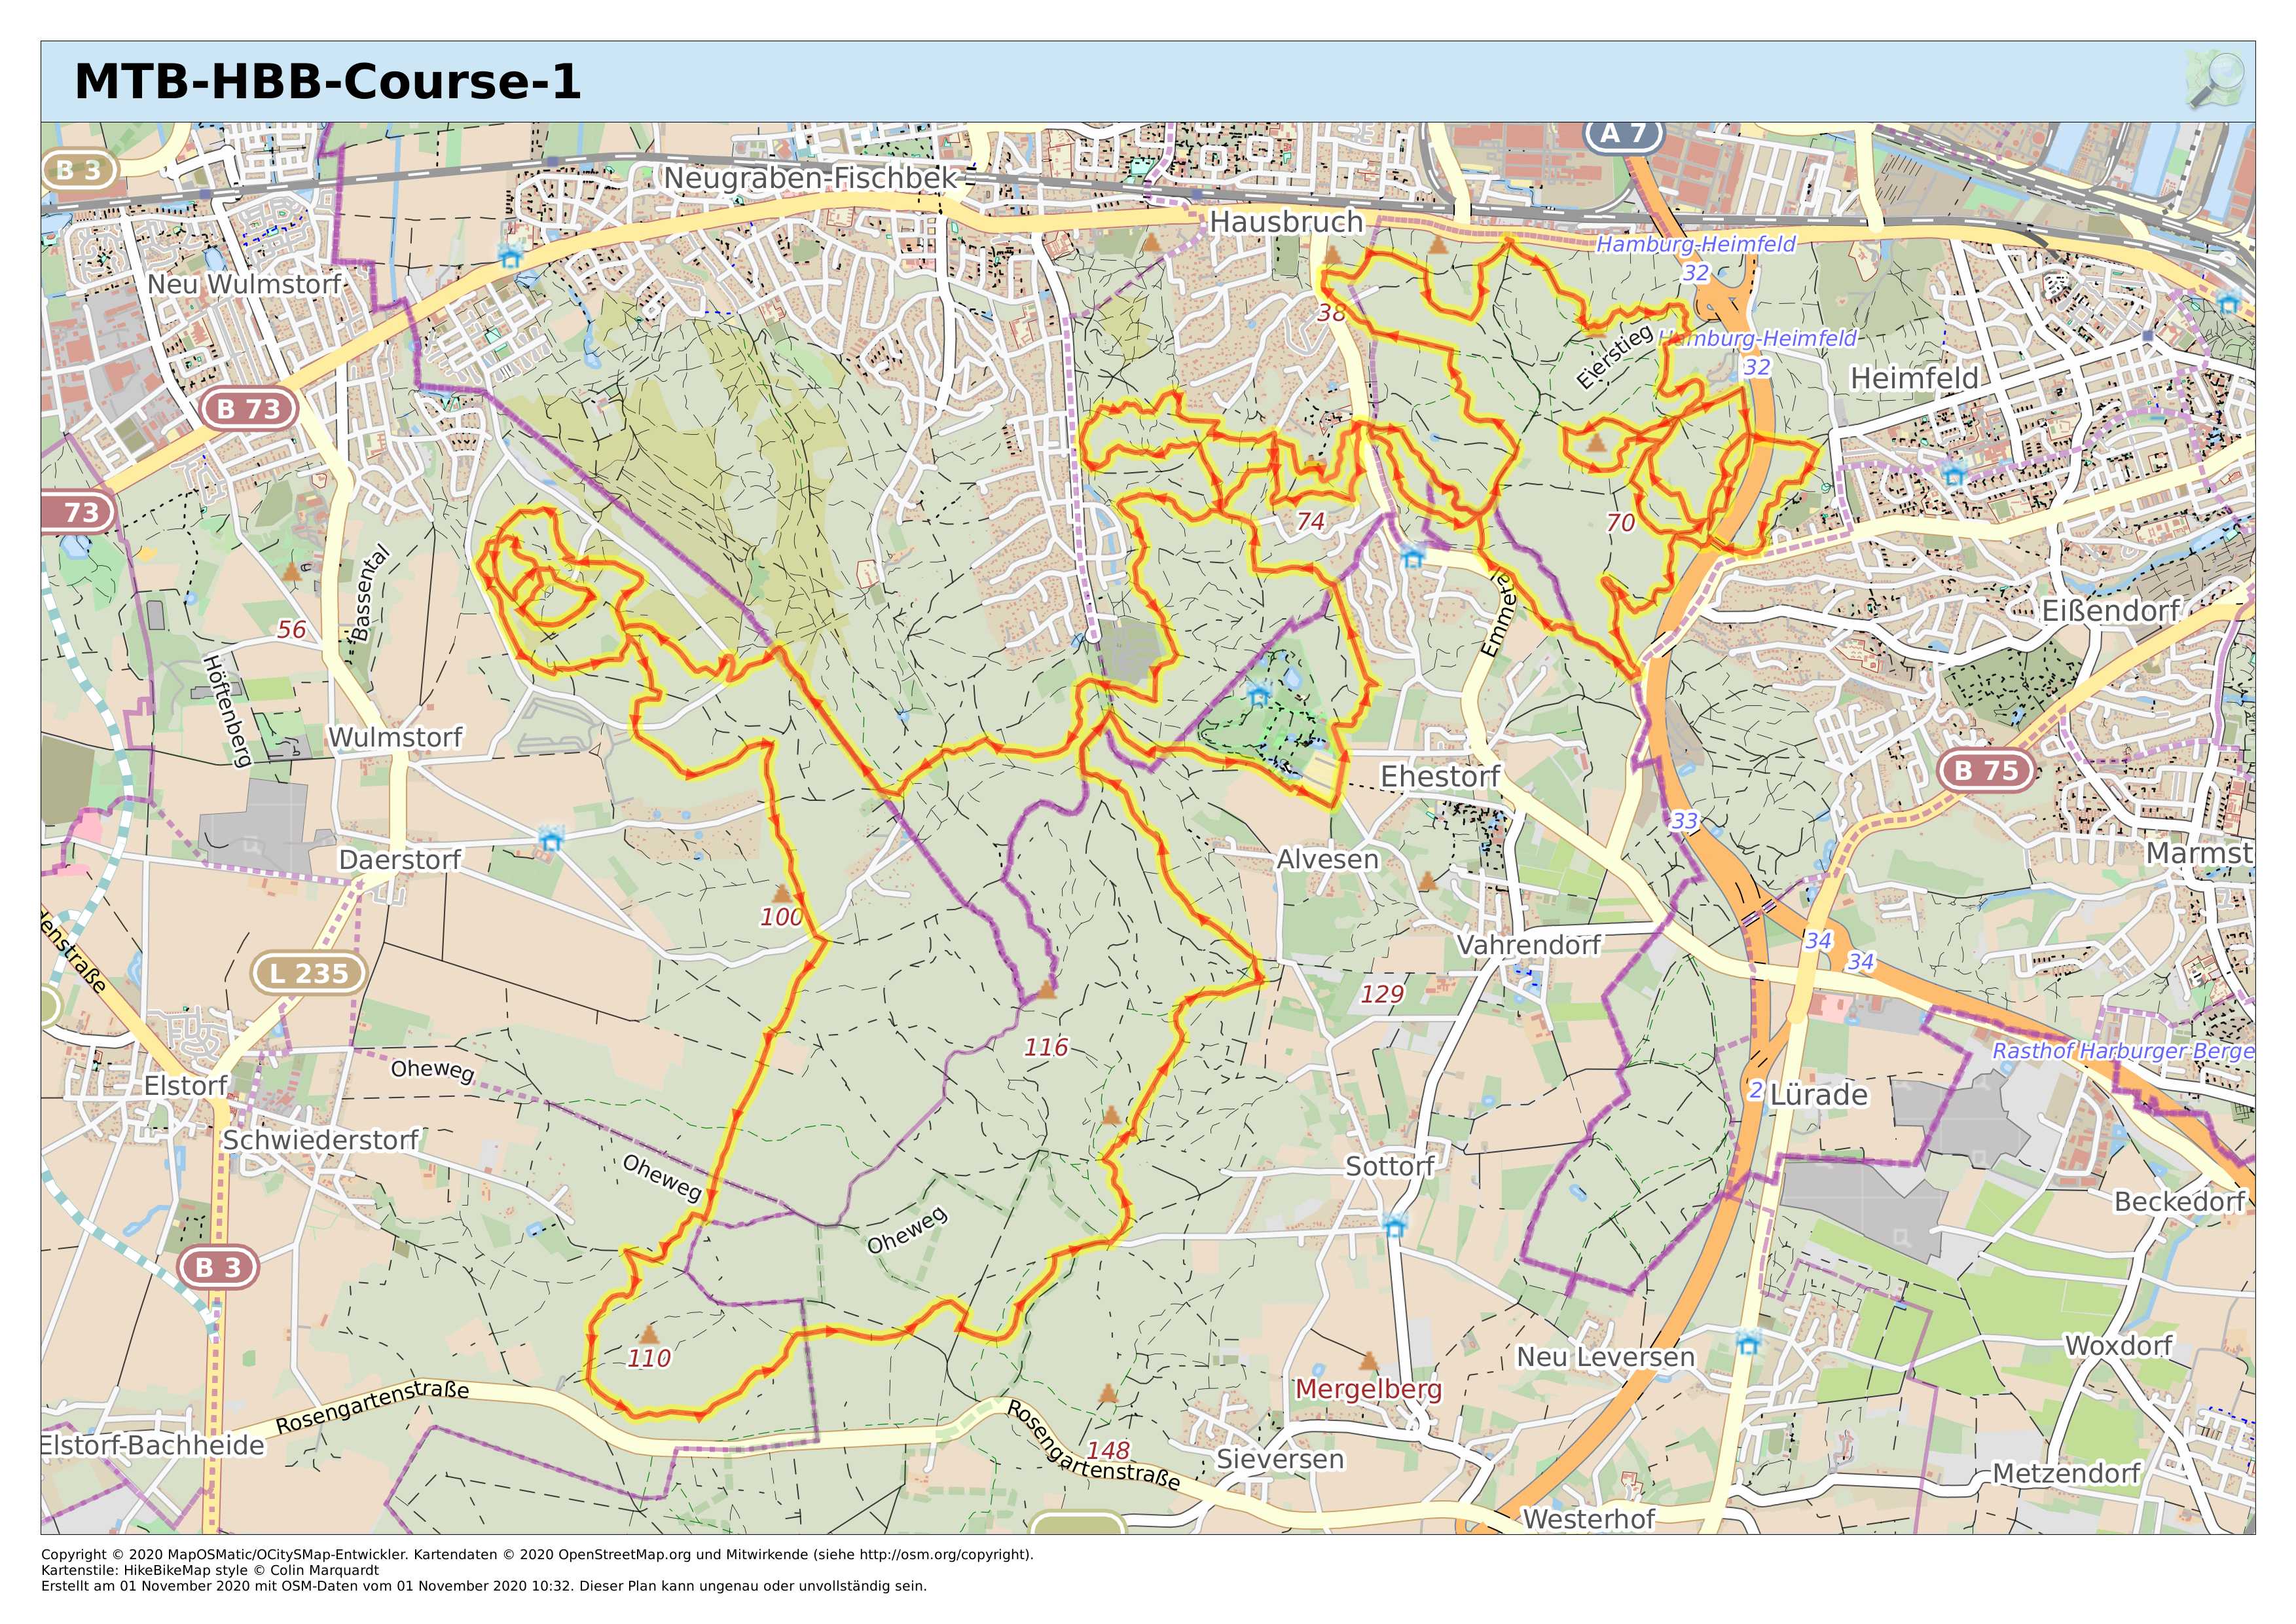 MTB-HBB-Course-1
A 7
B 3
Neugraben-Fischbek
Hausbruch
Hamburg-Heimfeld
32
Neu Wulmstorf
38
Eierstieg
Hamburg-Heimfeld
32
Heimfeld
B 73
73
74
70
Bassental
56
Emmetal
Eißendorf
Höftenberg
Wulmstorf
Ehestorf
B 75
33
Daerstorf
Alvesen
Marmst
100
denstraße
L 235
Vahrendorf
34
34
129
116
Rasthof Harburger Berge
Oheweg
Elstorf
2
Lürade
Schwiederstorf
Oheweg
Sottorf
Oheweg
Beckedorf
B 3
110
Neu Leversen
Woxdorf
Mergelberg
Rosengartenstraße
Elstorf-Bachheide
148
Rosengartenstraße
Sieversen
Metzendorf
Westerhof
Copyright © 2020 MapOSMatic/OCitySMap-Entwickler. Kartendaten © 2020 OpenStreetMap.org und Mitwirkende (siehe http://osm.org/copyright).
Kartenstile: HikeBikeMap style © Colin Marquardt
Erstellt am 01 November 2020 mit OSM-Daten vom 01 November 2020 10:32. Dieser Plan kann ungenau oder unvollständig sein.